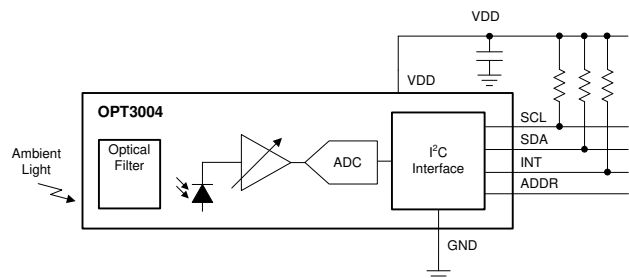 VDD
VDD
OPT3004
Optical
Filter
Ambient
Light
ADC
I²C
Interface
SCL
SDA
INT
ADDR
GND